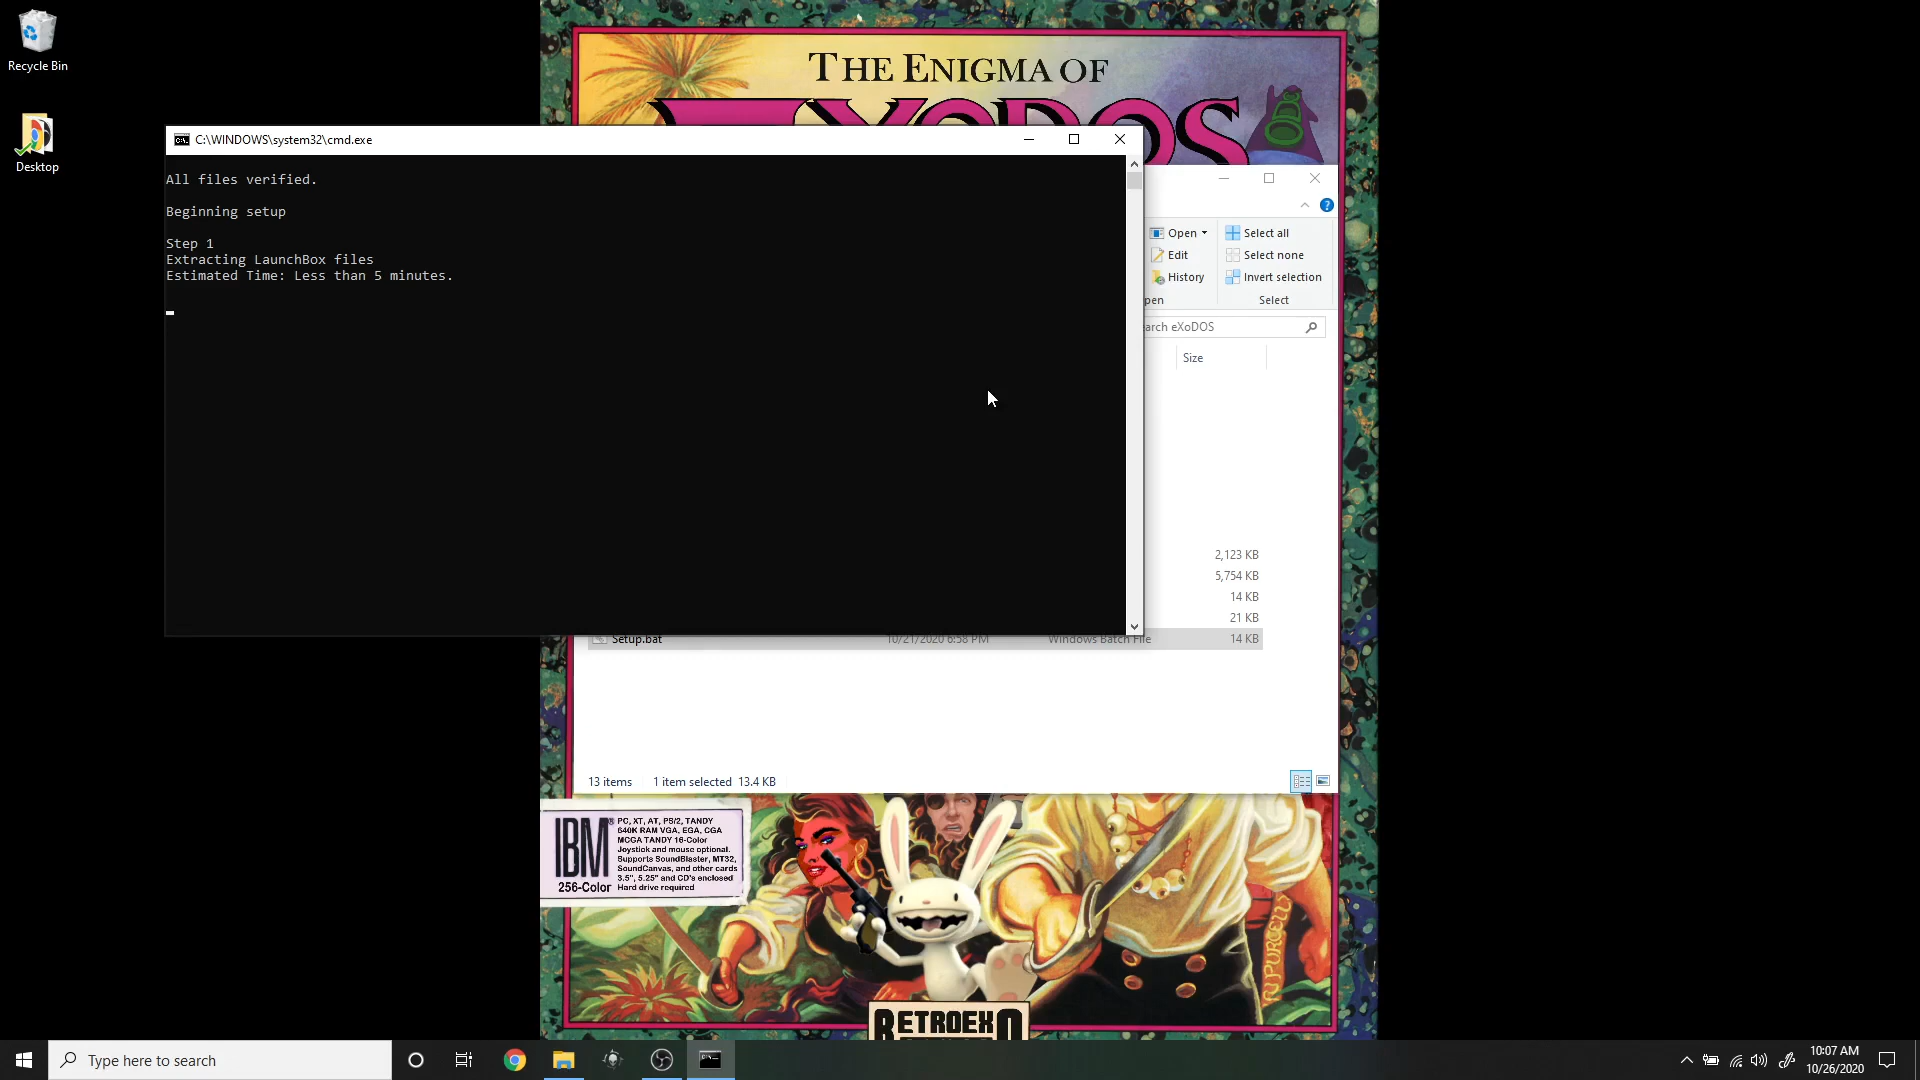 Recycle Bin
Desktop
THE ENIGMA OF
EXODOS
C:\WINDOWS\system32\cmd.exe
All files verified.
Beginning setup
Step 1
Extracting LaunchBox files
Estimated Time: Less than 5 minutes.
Open
Select all
Edit
Select none
History
Invert selection
pen
Select
earch eXoDOS
Size
2,123 KB
5,754 KB
14 KB
21 KB
Setup.bat 10/21/2020 6:58 PM Windows Batch File 14 KB
13 items 1 item selected 13.4 KB
IBM®
256-Color
PC, XT, AT, PS/2, TANDY
640K RAM VGA, EGA, CGA
MCGA TANDY 16-Color
Joystick and mouse optional.
Supports SoundBlaster, MT32,
SoundCanvas, and other cards
3.5", 5.25" and CD's enclosed
Hard drive required
N PURCELL
RETROEXO
Type here to search
10:07 AM
10/26/2020